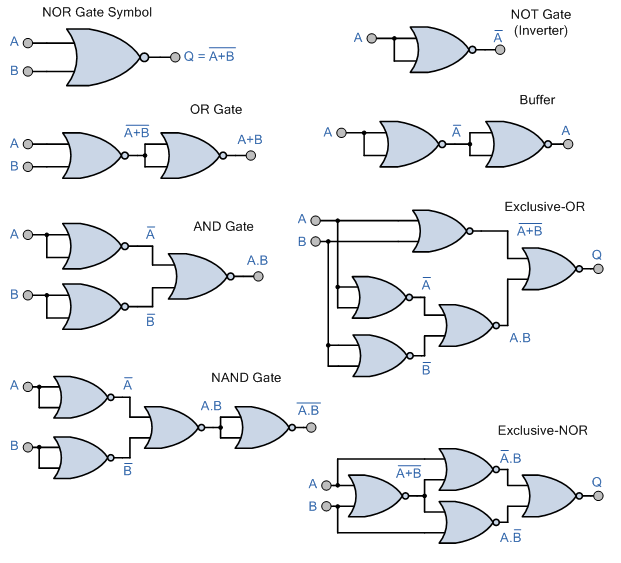 NOR Gate Symbol
A
B
Q = A̅+̅B̅
NOT Gate
(Inverter)
A
A̅
OR Gate
A
B
A̅+̅B̅
A+B
Buffer
A
A̅
A
AND Gate
A
A̅
B
B̅
A.B
Exclusive-OR
A
B
A̅+̅B̅
A̅
B̅
A.B
Q
NAND Gate
A
A̅
B
B̅
A.B
A̅.̅B̅
Exclusive-NOR
A
B
A̅+̅B̅
A̅.B
A.B̅
Q